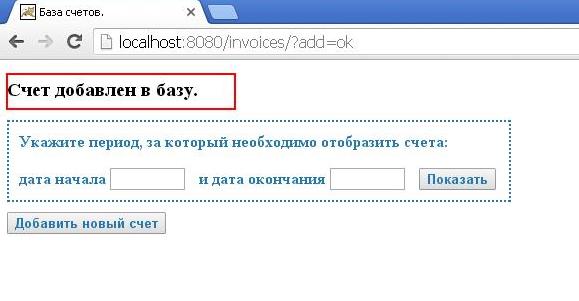 База счетов.
localhost:8080/invoices/?add=ok
Счет добавлен в базу.
Укажите период, за который необходимо отобразить счета:
дата начала и дата окончания Показать
Добавить новый счет